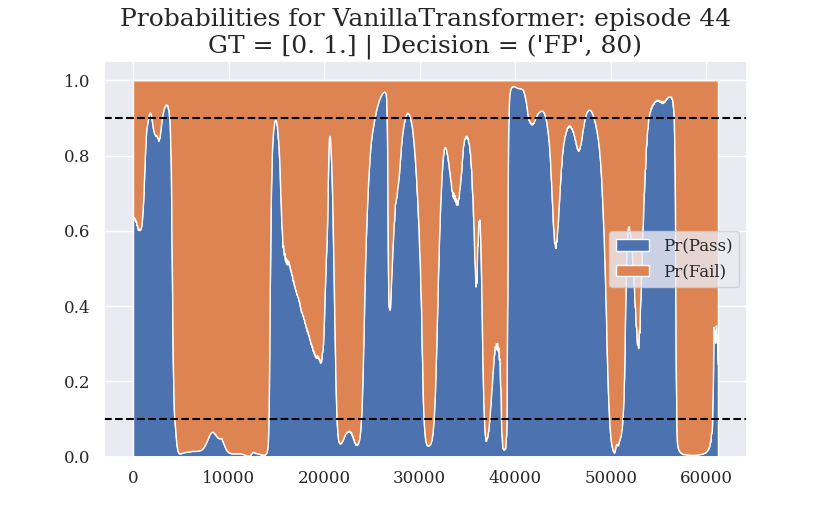 Probabilities for VanillaTransformer: episode 44
GT = [0. 1.] | Decision = ('FP', 80)
1.0
0.8
0.6
0.4
0.2
0.0
Pr(Pass)
Pr(Fail)
0 10000 20000 30000 40000 50000 60000